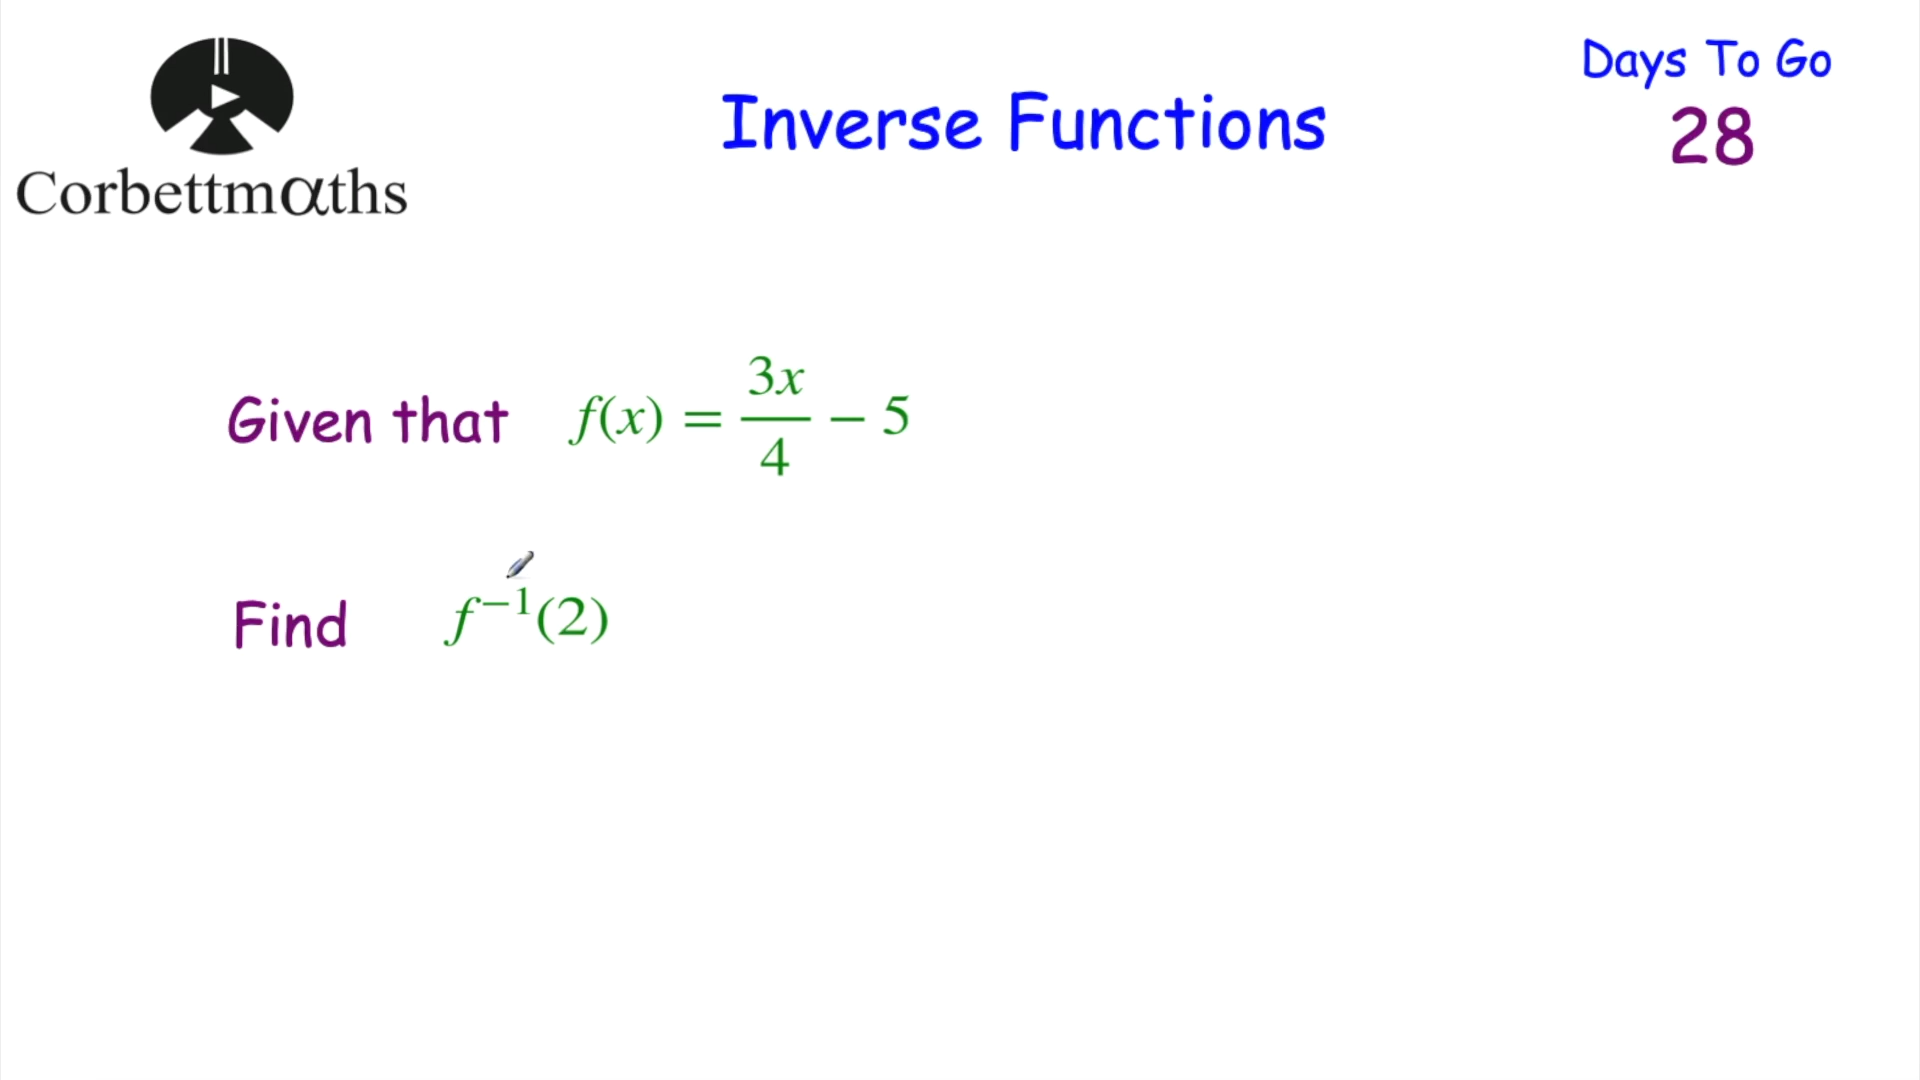 Corbettmαths
Inverse Functions
Days To Go
28
Given that f(x) = 3x/4 − 5
Find f⁻¹(2)